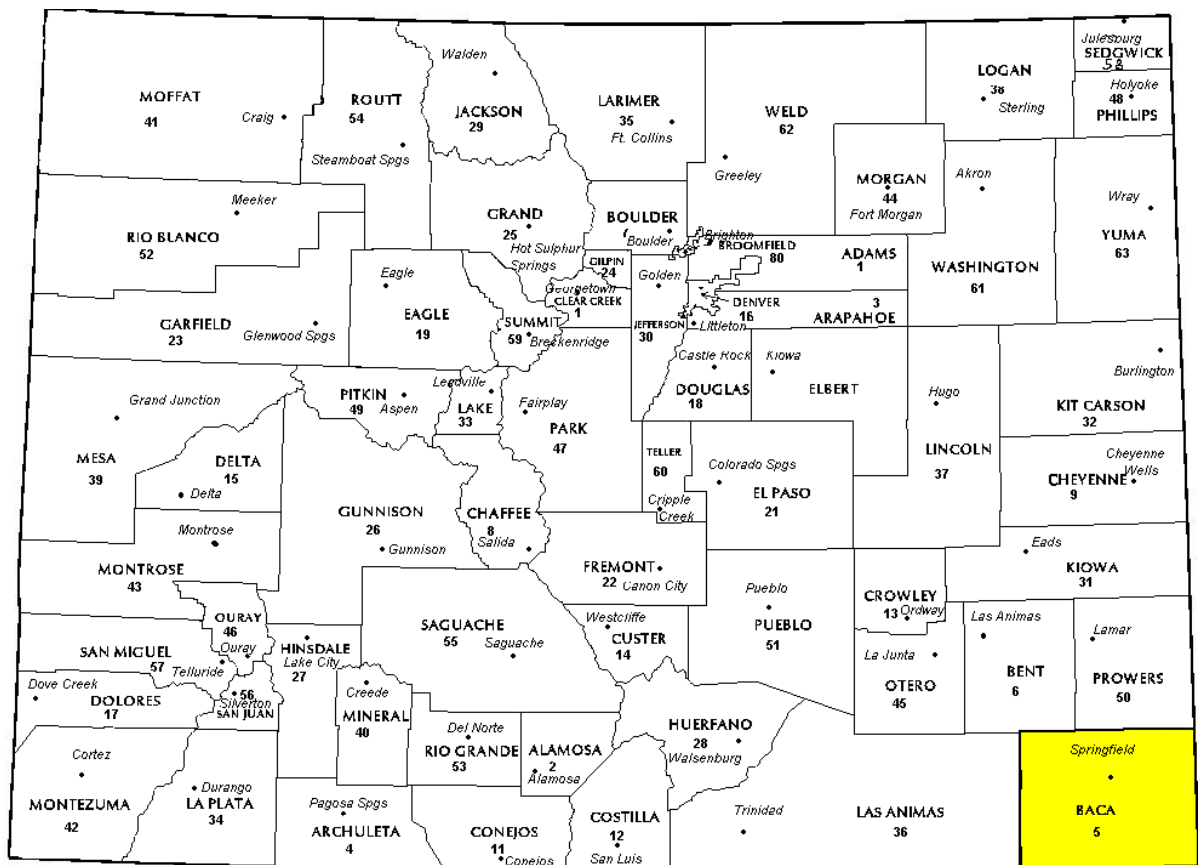 MOFFAT
41
Craig
ROUTT
54
Steamboat Spgs
Walden
JACKSON
29
LARIMER
35
Ft. Collins
WELD
62
Greeley
LOGAN
38
Sterling
Julesburg
SEDGWICK
58
Holyoke
48
PHILLIPS
MORGAN
44
Fort Morgan
Akron
WASHINGTON
61
Wray
YUMA
63
Meeker
RIO BLANCO
52
GRAND
25
Hot Sulphur
Springs
BOULDER
Boulder
GILPIN
24
Brighton
BROOMFIELD
80
ADAMS
1
Golden
JEFFERSON
30
DENVER
16
3
ARAPAHOE
Littleton
Georgetown
CLEAR CREEK
1
GARFIELD
23
Glenwood Spgs
Eagle
EAGLE
19
SUMMIT
59
Breckenridge
Castle Rock
DOUGLAS
18
Kiowa
ELBERT
Hugo
LINCOLN
37
Burlington
KIT CARSON
32
Cheyenne
Wells
CHEYENNE
9
Grand Junction
MESA
39
PITKIN
49
Aspen
Leadville
LAKE
33
Fairplay
PARK
47
TELLER
60
Cripple
Creek
Colorado Spgs
EL PASO
21
DELTA
15
Delta
GUNNISON
26
Gunnison
CHAFFEE
8
Salida
Montrose
MONTROSE
43
FREMONT
22
Canon City
Pueblo
PUEBLO
51
CROWLEY
13
Ordway
Eads
KIOWA
31
OURAY
46
Ouray
SAN MIGUEL
57
Telluride
HINSDALE
Lake City
27
SAGUACHE
55
Saguache
Westcliffe
CUSTER
14
La Junta
OTERO
45
Las Animas
BENT
6
Lamar
PROWERS
50
Dove Creek
DOLORES
17
56
Silverton
SAN JUAN
Creede
MINERAL
40
Del Norte
RIO GRANDE
53
ALAMOSA
2
Alamosa
HUERFANO
28
Walsenburg
Cortez
MONTEZUMA
42
Durango
LA PLATA
34
Pagosa Spgs
ARCHULETA
4
CONEJOS
11
Conejos
COSTILLA
12
San Luis
Trinidad
LAS ANIMAS
36
Springfield
BACA
5